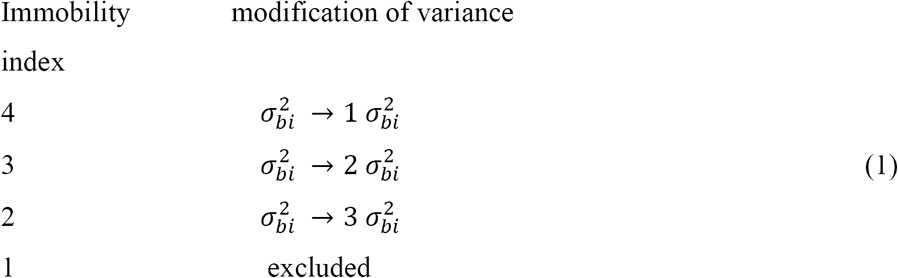 Immobility modification of variance
index
4 𝜎²𝑏𝑖 → 1 𝜎²𝑏𝑖
3 𝜎²𝑏𝑖 → 2 𝜎²𝑏𝑖 (1)
2 𝜎²𝑏𝑖 → 3 𝜎²𝑏𝑖
1 excluded